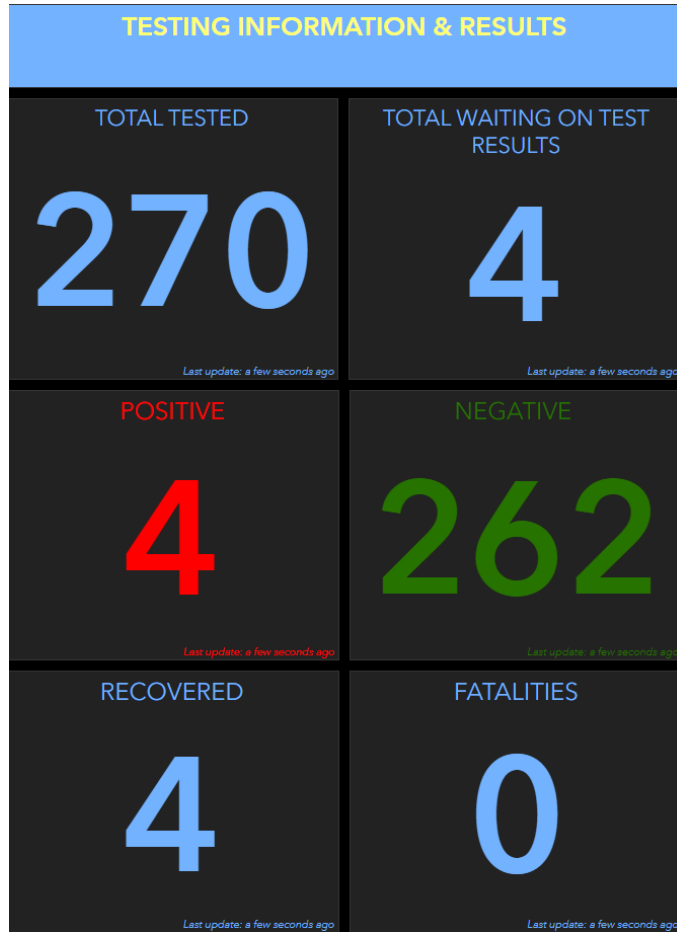 TESTING INFORMATION & RESULTS
TOTAL TESTED
270
Last update: a few seconds ago
TOTAL WAITING ON TEST
RESULTS
4
Last update: a few seconds ago
POSITIVE
4
Last update: a few seconds ago
NEGATIVE
262
Last update: a few seconds ago
RECOVERED
4
Last update: a few seconds ago
FATALITIES
0
Last update: a few seconds ago